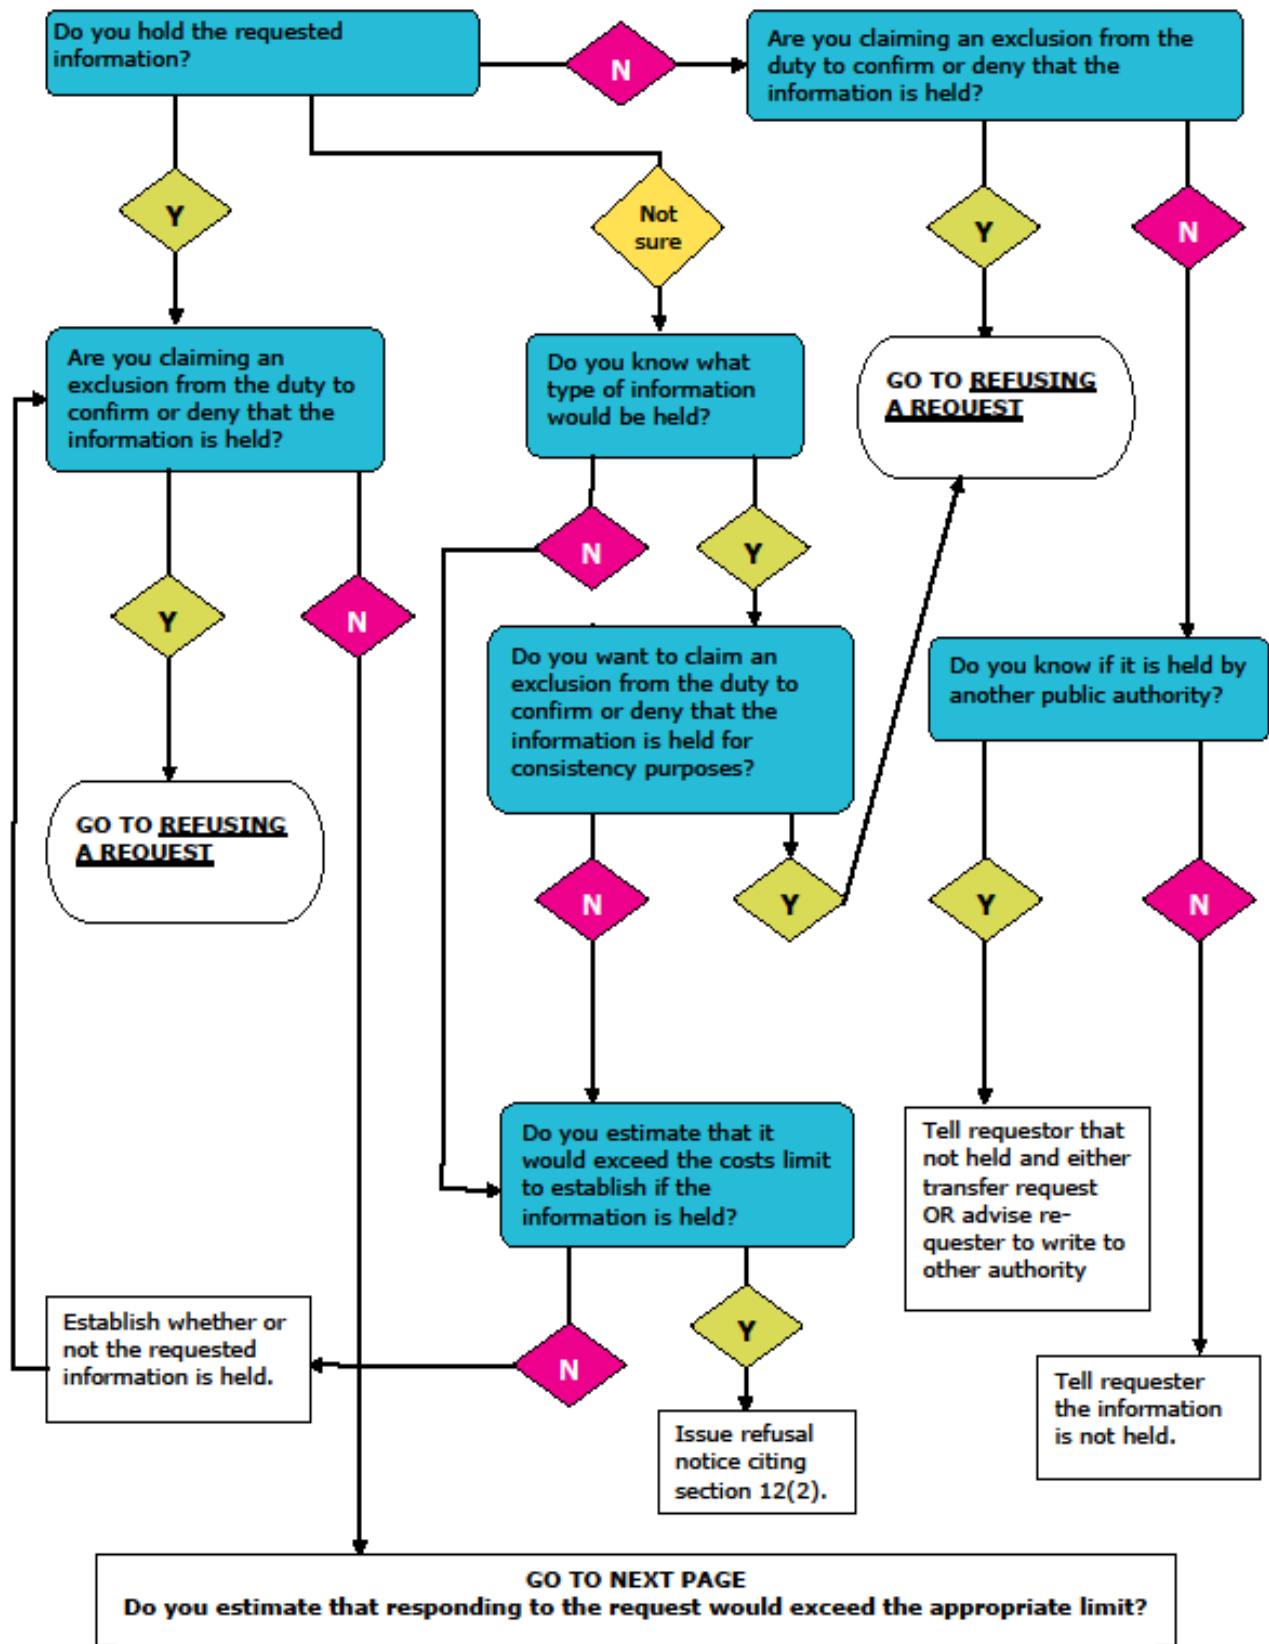 Do you hold the requested
information?
N
Are you claiming an exclusion from the
duty to confirm or deny that the
information is held?
Y
Not
sure
Y
N
Are you claiming an
exclusion from the duty to
confirm or deny that the
information is held?
Do you know what
type of information
would be held?
GO TO REFUSING
A REQUEST
N
Y
Y
N
Do you want to claim an
exclusion from the duty to
confirm or deny that the
information is held for
consistency purposes?
Do you know if it is held by
another public authority?
GO TO REFUSING
A REQUEST
N
Y
Y
N
Do you estimate that it
would exceed the costs limit
to establish if the
information is held?
Tell requestor that
not held and either
transfer request
OR advise re-
quester to write to
other authority
Establish whether or
not the requested
information is held.
N
Y
Tell requester
the information
is not held.
Issue refusal
notice citing
section 12(2).
GO TO NEXT PAGE
Do you estimate that responding to the request would exceed the appropriate limit?